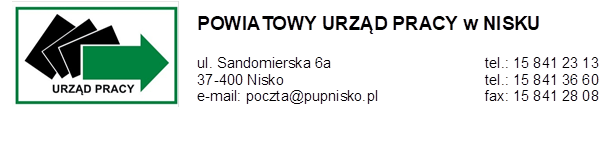 POWIATOWY URZĄD PRACY w NISKU
ul. Sandomierska 6a tel.: 15 841 23 13
37-400 Nisko tel.: 15 841 36 60
e-mail: poczta@pupnisko.pl fax: 15 841 28 08
URZĄD PRACY